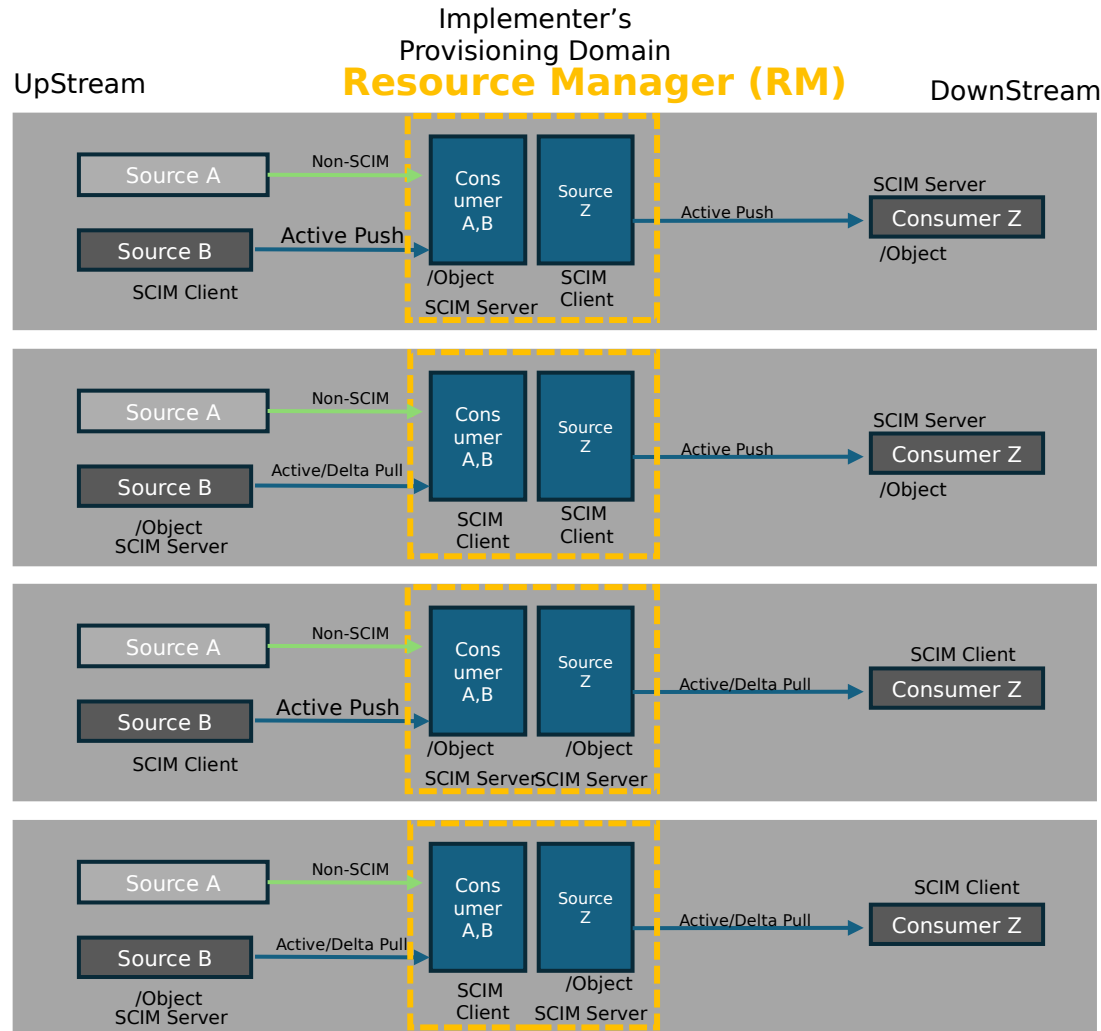 Implementer's
Provisioning Domain
UpStream
Resource Manager (RM)
DownStream
Source A
Non-SCIM
Source B
Active Push
SCIM Client
Cons
umer
A,B
/Object
SCIM Server
Source
Z
SCIM
Client
Active Push
SCIM Server
Consumer Z
/Object
Source A
Non-SCIM
Source B
Active/Delta Pull
/Object
SCIM Server
Cons
umer
A,B
SCIM
Client
Source
Z
SCIM
Client
Active Push
SCIM Server
Consumer Z
/Object
Source A
Non-SCIM
Source B
Active Push
SCIM Client
Cons
umer
A,B
/Object
SCIM Server
Source
Z
/Object
SCIM Server
Active/Delta Pull
SCIM Client
Consumer Z
Source A
Non-SCIM
Source B
Active/Delta Pull
/Object
SCIM Server
Cons
umer
A,B
SCIM
Client
Source
Z
/Object
SCIM Server
Active/Delta Pull
SCIM Client
Consumer Z